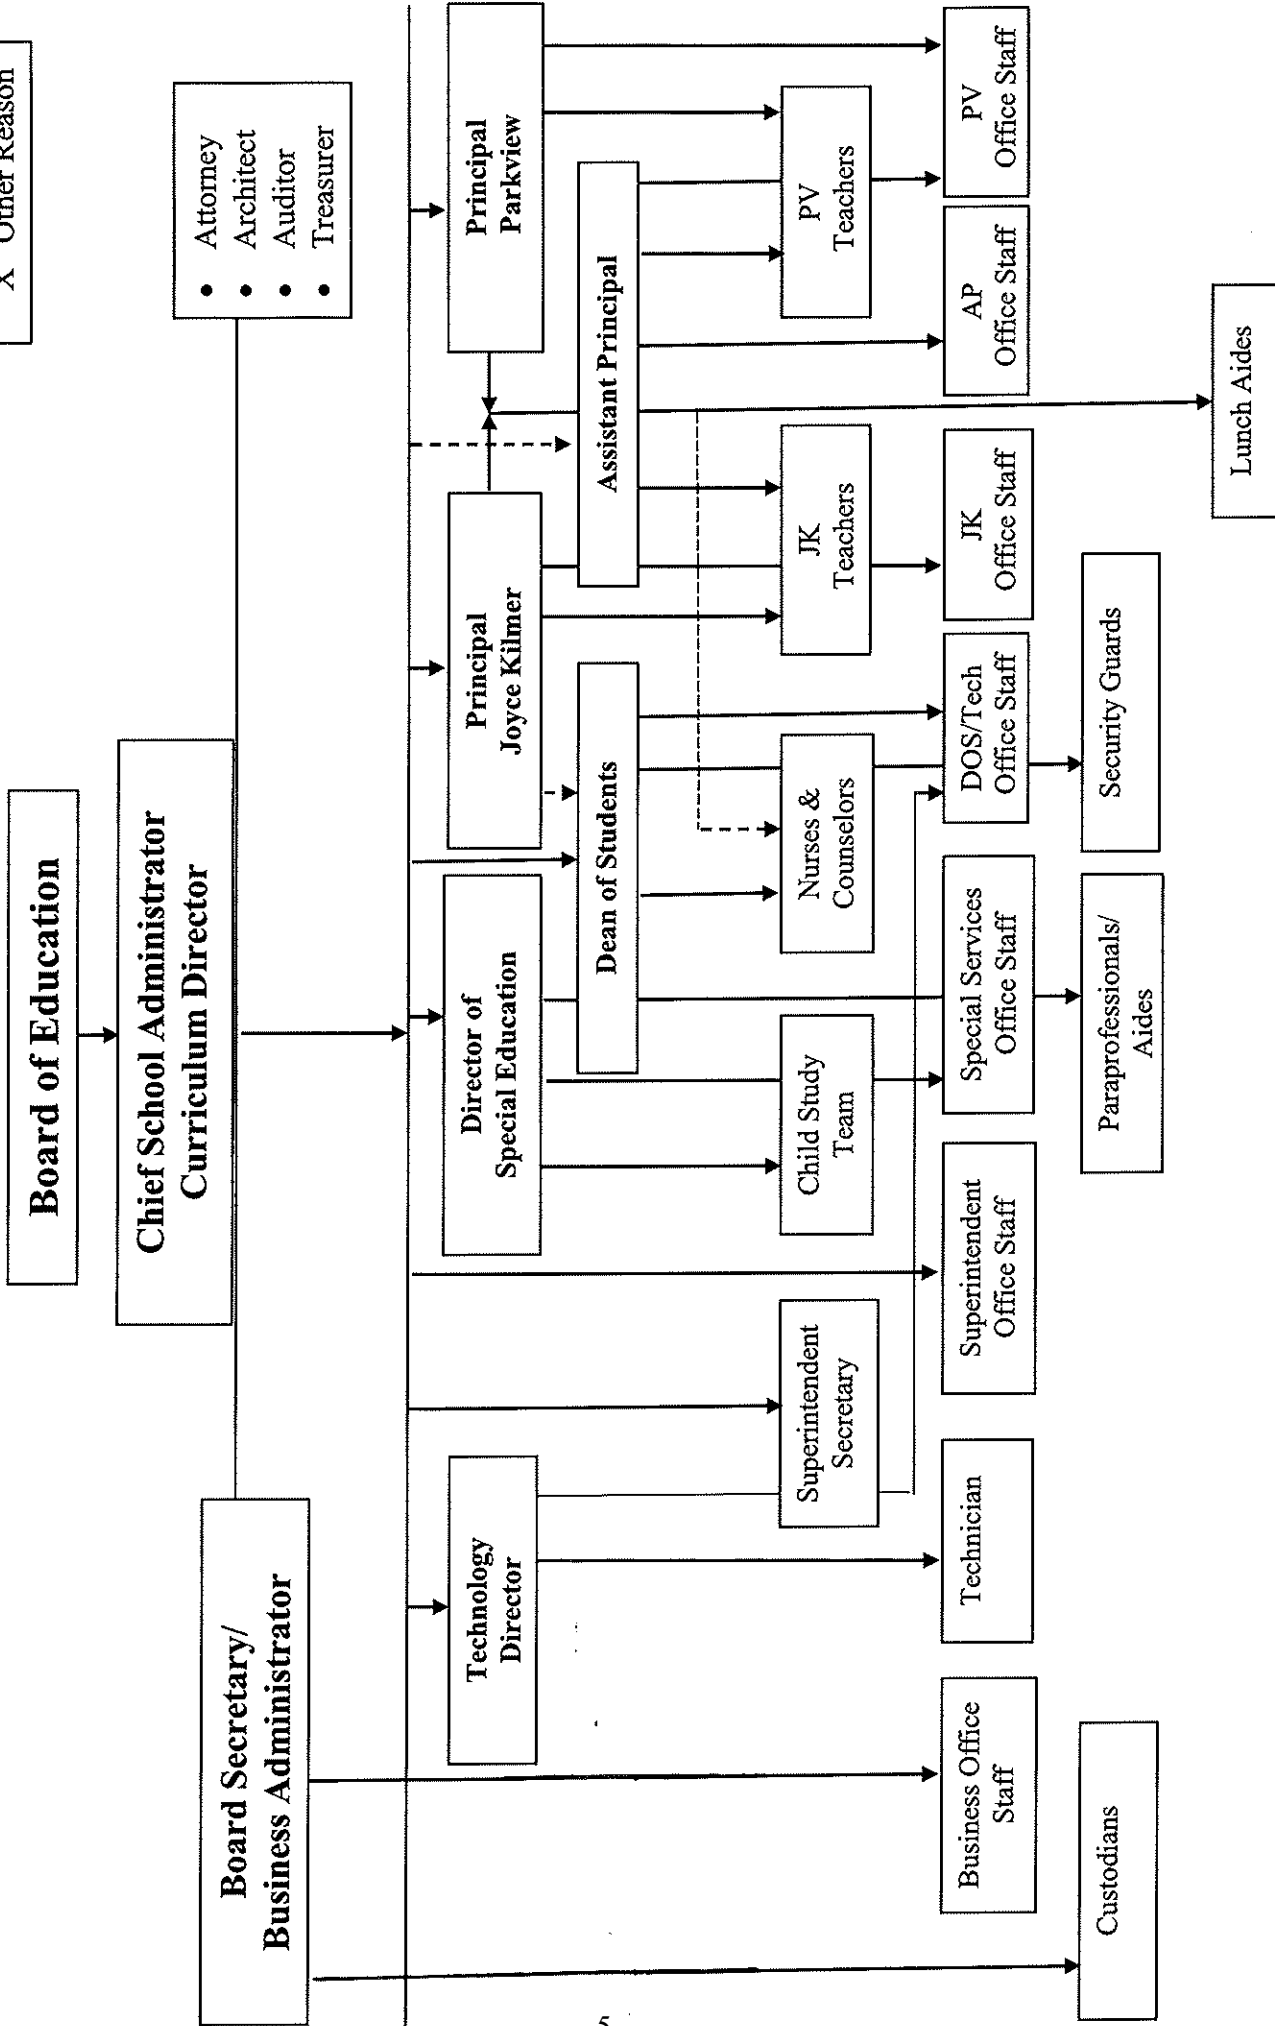 X Other Reason
Board of Education
Chief School Administrator
Curriculum Director
Board Secretary/
Business Administrator
• Attorney
• Architect
• Auditor
• Treasurer
Technology
Director
Director of
Special Education
Principal
Joyce Kilmer
Principal
Parkview
Dean of Students
Assistant Principal
Superintendent
Secretary
Child Study
Team
Nurses &
Counselors
JK
Teachers
PV
Teachers
Business Office
Staff
Technician
Superintendent
Office Staff
Special Services
Office Staff
DOS/Tech
Office Staff
JK
Office Staff
AP
Office Staff
PV
Office Staff
Custodians
Paraprofessionals/
Aides
Security Guards
Lunch Aides
5